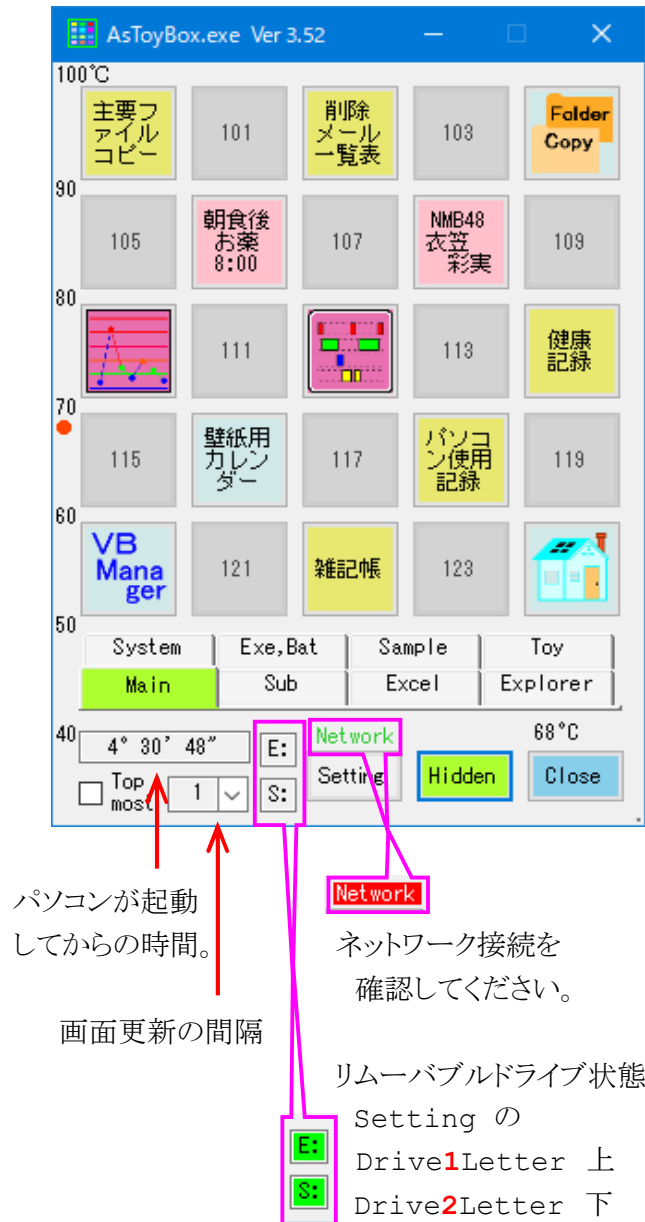 AsToyBox.exe Ver 3.52
100℃
主要フ
ァイル
コピー
101
削除
メール
一覧表
103
Folder
Copy
90
105
朝食後
お薬
8:00
107
NMB48
衣笠
彩実
109
80
111
113
健康
記録
70
115
壁紙用
カレン
ダー
117
パソコ
ン使用
記録
119
60
VB
Mana
ger
121
雑記帳
123
50
System Exe,Bat Sample Toy
Main Sub Excel Explorer
40
4° 30’ 48”
E:
Network
68℃
Top
most
1
S:
Setting
Hidden
Close
パソコンが起動
してからの時間。
Network
ネットワーク接続を
確認してください。
画面更新の間隔
リムーバブルドライブ状態
Setting の
E:
Drive1Letter 上
S:
Drive2Letter 下